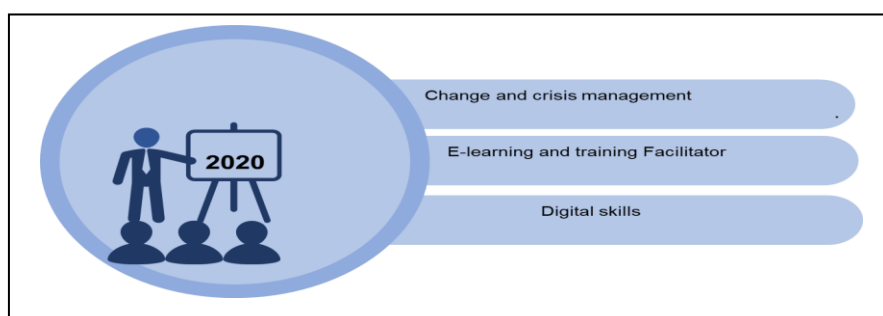 2020
Change and crisis management
.
E-learning and training Facilitator
Digital skills